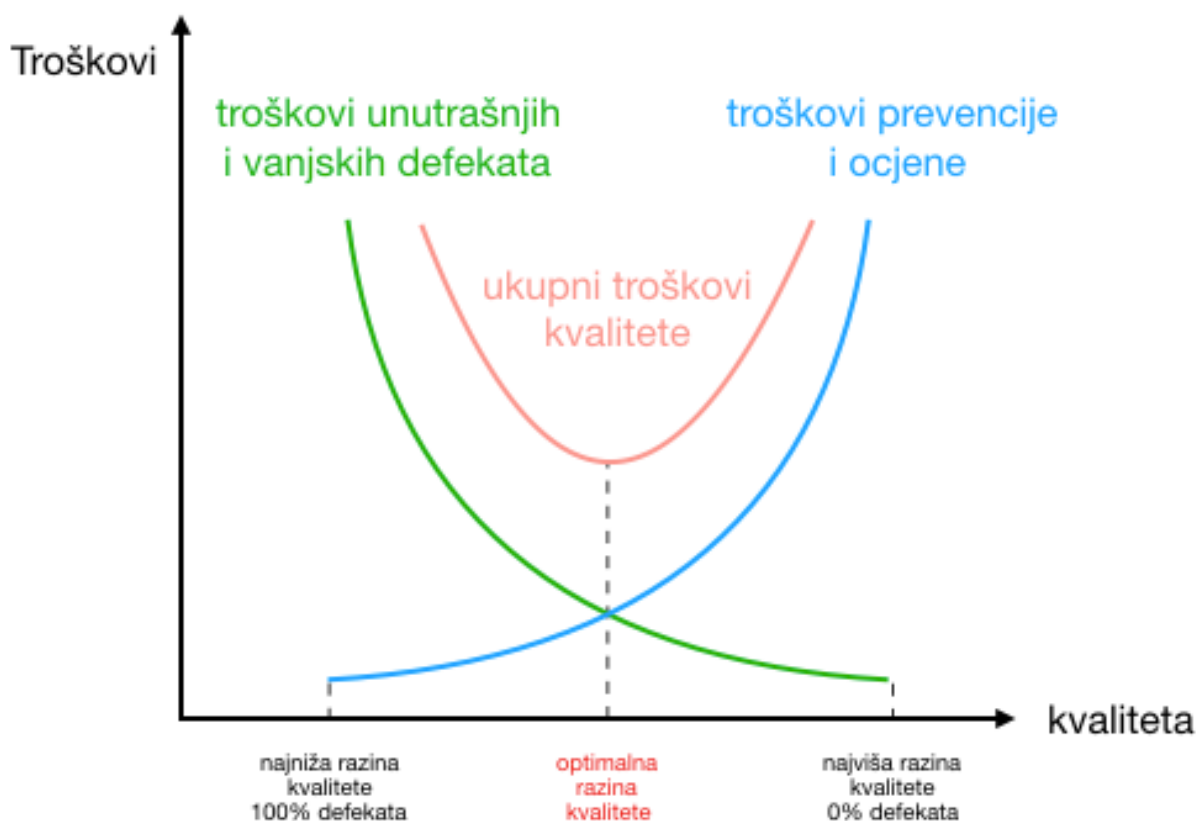 Troškovi
troškovi unutrašnjih
i vanjskih defekata
troškovi prevencije
i ocjene
ukupni troškovi
kvalitete
kvaliteta
najniža razina
kvalitete
100% defekata
optimalna
razina
kvalitete
najviša razina
kvalitete
0% defekata